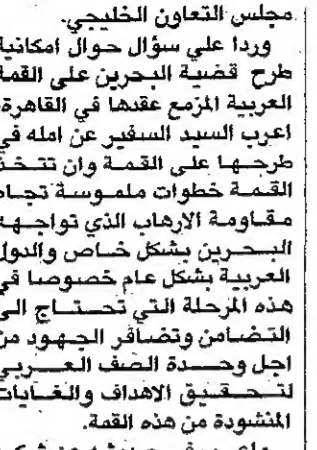 مجلس التعاون الخليجي.
وردا علي سؤال حوال امكانية
طرح قضية البحرين على القمة
العربية المزمع عقدها في القاهرة،
اعرب السيد السفير عن امله في
طرحها على القمة وان تتخذ
القمة خطوات ملموسة تجاه
مقاومة الارهاب الذي تواجهه
البحرين بشكل خاص والدول
العربية بشكل عام خصوصا في
هذه المرحلة التي تحتاج الى
التضامن وتضافر الجهود من
اجل وحدة الصف العربي
لتحقيق الاهداف والغايات
المنشودة من هذه القمة.